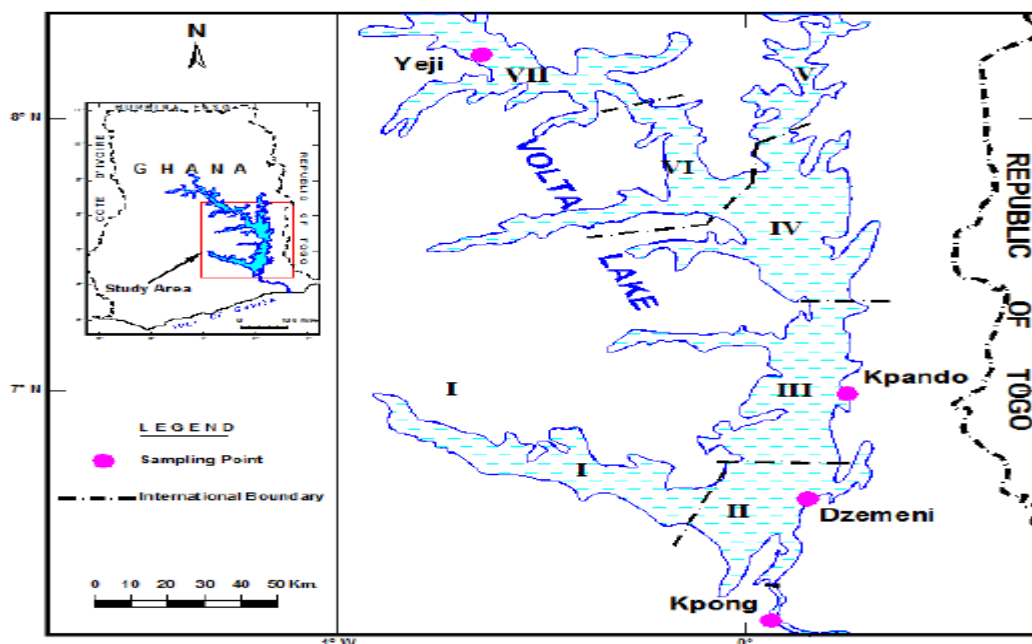 N
Yeji
VII
V
8° N
VOLTA
VI
LAKE
IV
GHANA
COTE D'IVOIRE
REPUBLIC OF TOGO
Study Area
REPUBLIC OF TOGO
7° N
I
III
Kpando
LEGEND
Sampling Point
I
International Boundary
II
Dzemeni
0 10 20 30 40 50 Km.
Kpong
0°